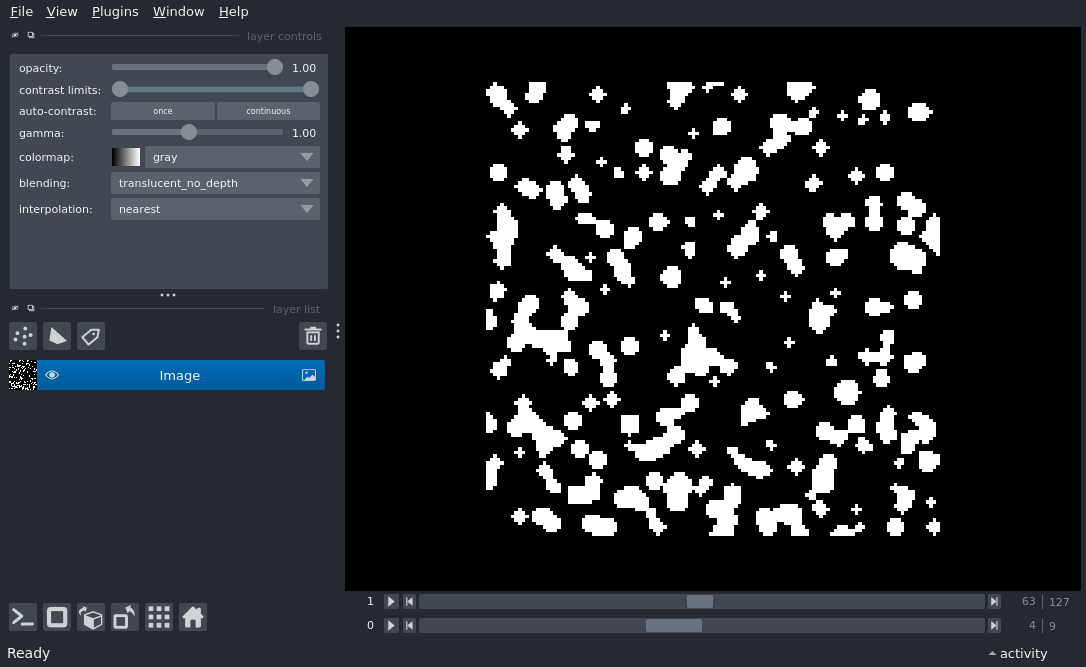 File View Plugins Window Help
layer controls
opacity: 1.00
contrast limits:
auto-contrast: once continuous
gamma: 1.00
colormap: gray
blending: translucent_no_depth
interpolation: nearest
layer list
Image
1 63 127
0 4 9
Ready activity